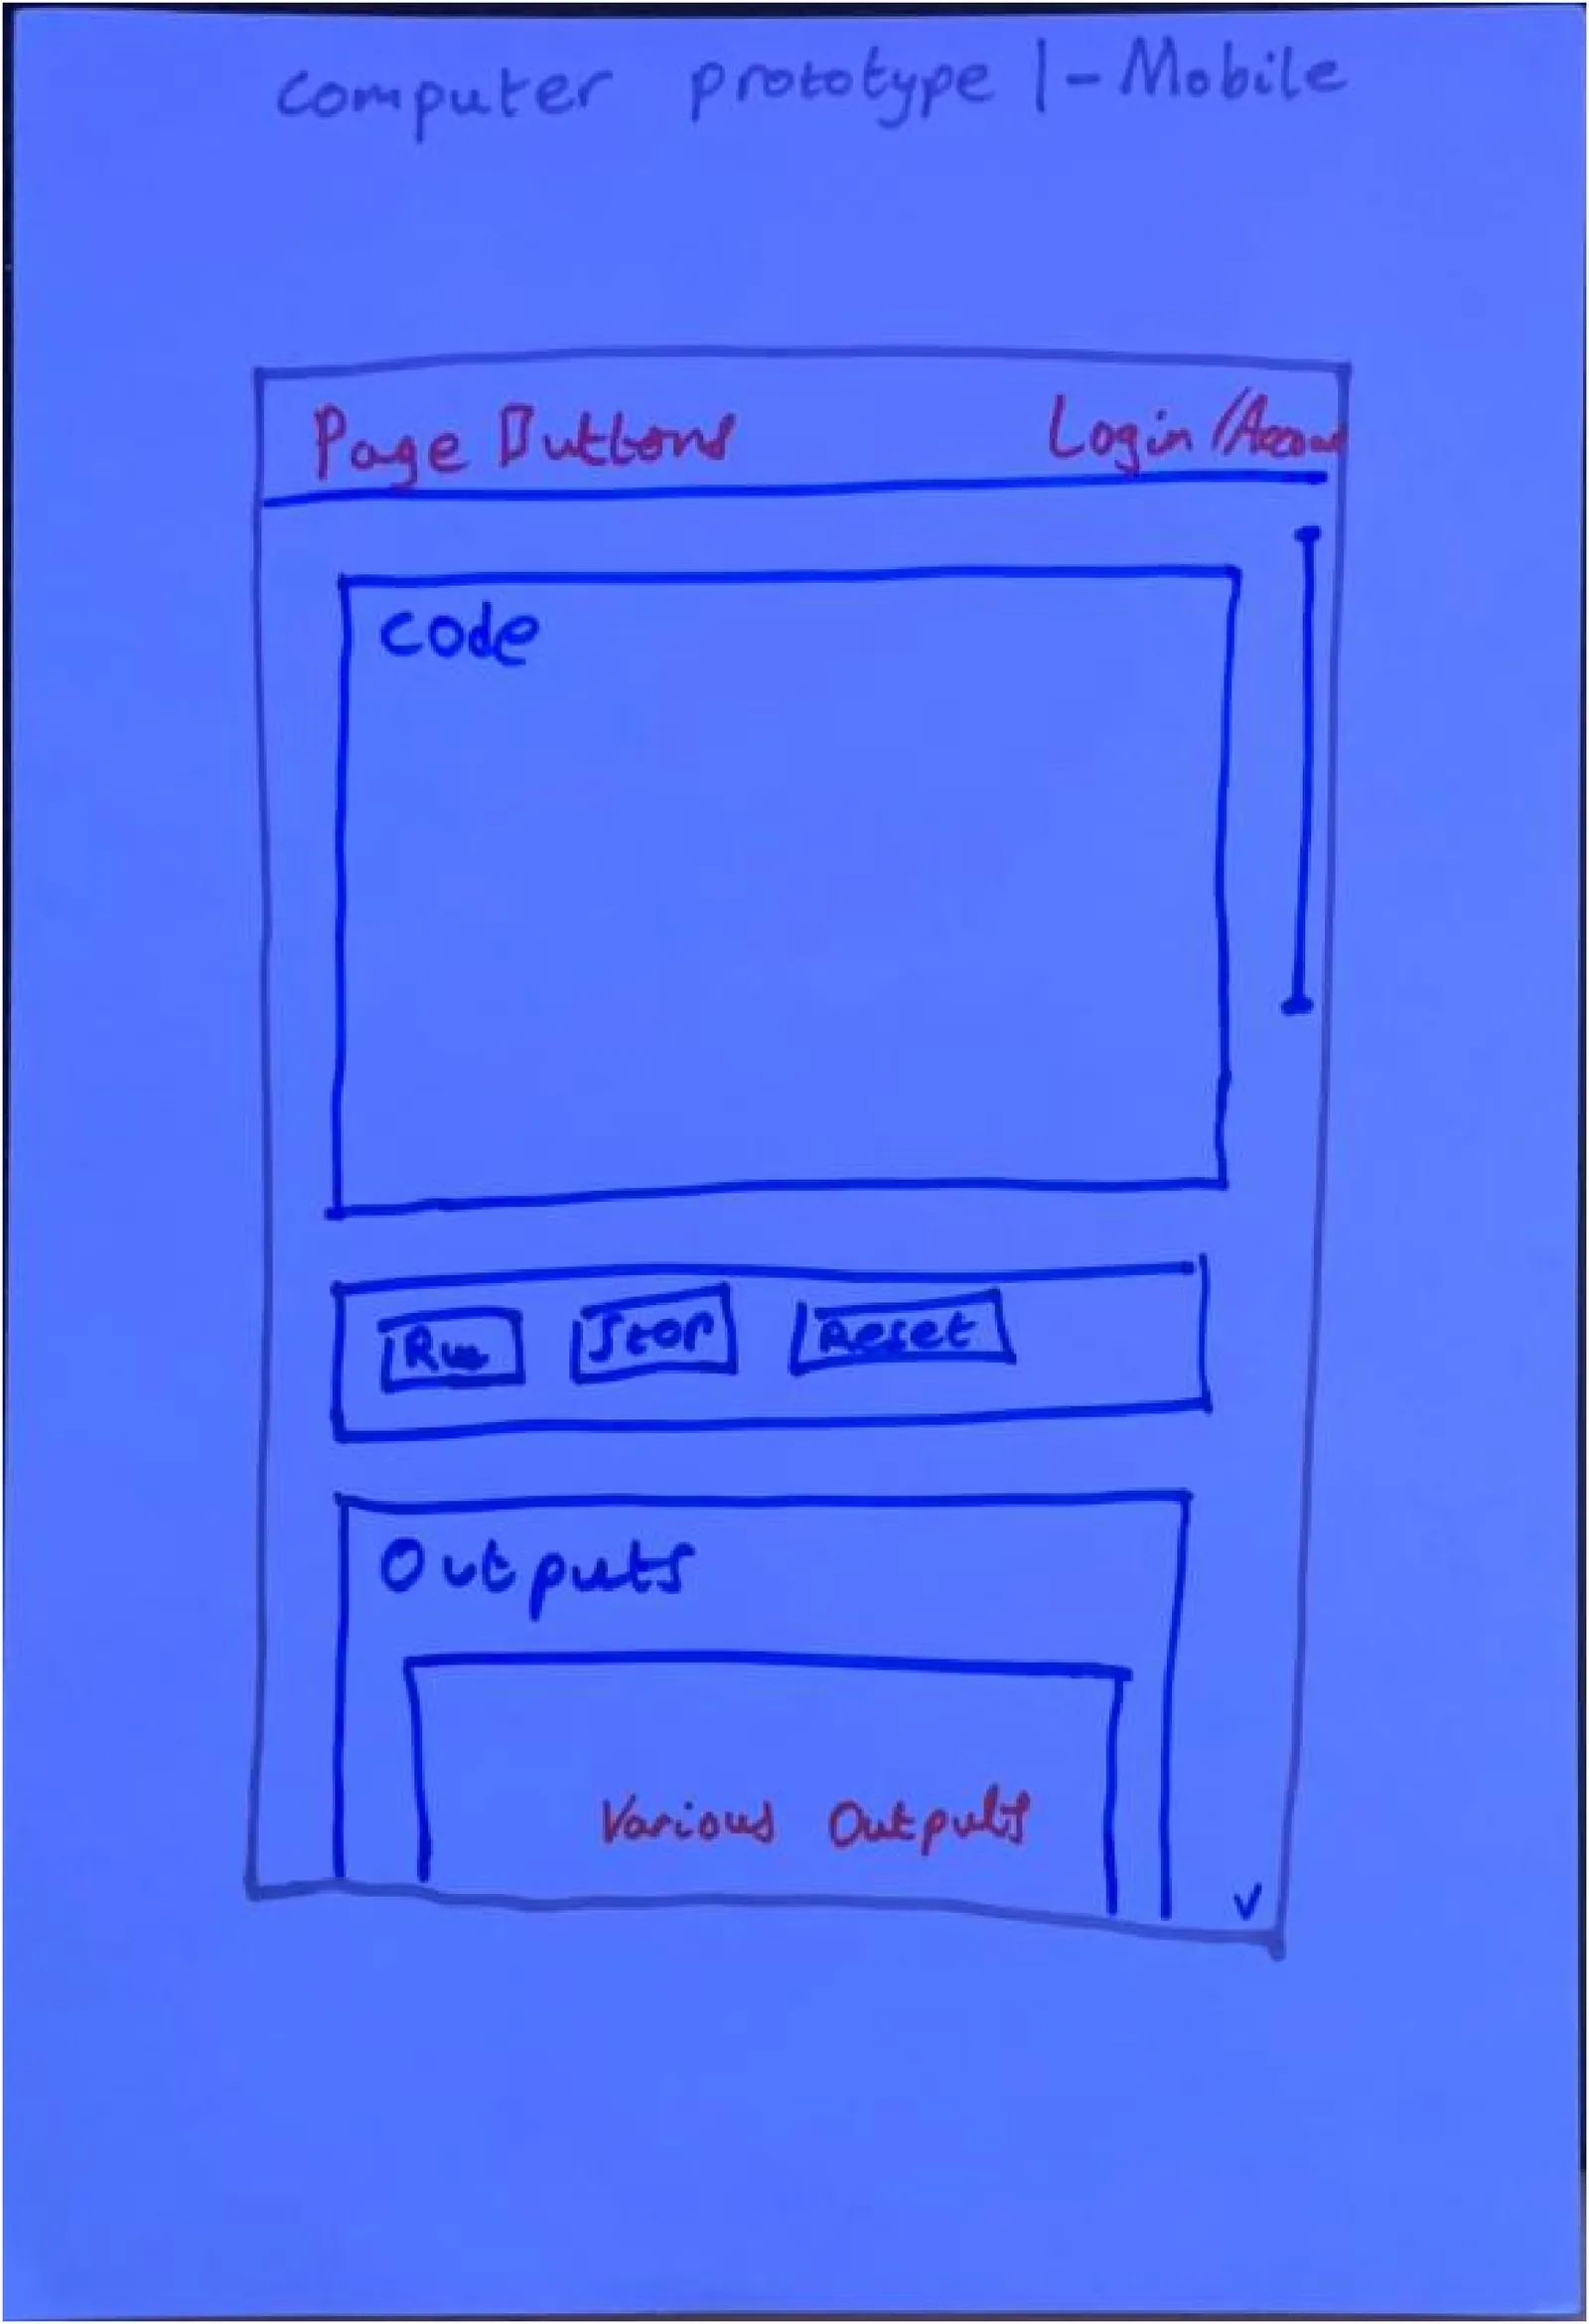 computer prototype 1 - Mobile
Page Buttons Login /Accou
Code
Run Stop Reset
Outputs
Various Outputs